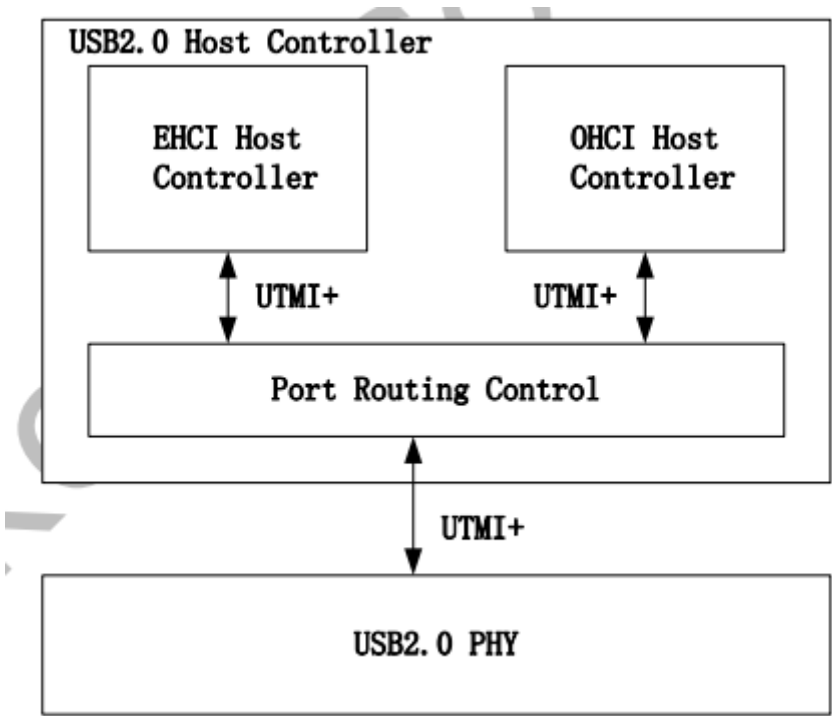 USB2.0 Host Controller
EHCI Host
Controller
OHCI Host
Controller
UTMI+
UTMI+
Port Routing Control
UTMI+
USB2.0 PHY